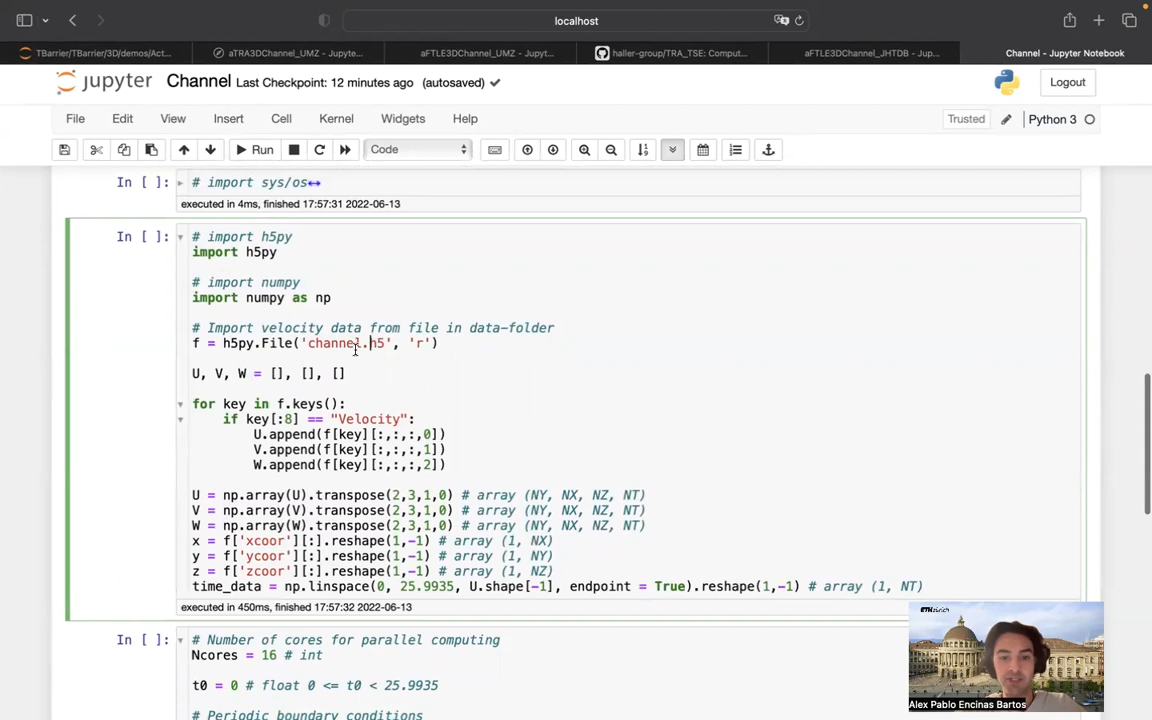 localhost
TBarrier/TBarrier/3D/demos/Act...
aTRA3DChannel_UMZ - Jupyte...
aFTLE3DChannel_UMZ - Jupyt...
haller-group/TRA_TSE: Comput...
aFTLE3DChannel_JHTDB - Jup...
Channel - Jupyter Notebook
jupyter Channel Last Checkpoint: 12 minutes ago (autosaved)
Logout
File Edit View Insert Cell Kernel Widgets Help
Trusted Python 3
Run Code
In [ ]: # import sys/os
executed in 4ms, finished 17:57:31 2022-06-13
In [ ]: # import h5py
import h5py
# import numpy
import numpy as np
# Import velocity data from file in data-folder
f = h5py.File('channel.h5', 'r')
U, V, W = [], [], []
for key in f.keys():
if key[:8] == "Velocity":
U.append(f[key][:,:,:,0])
V.append(f[key][:,:,:,1])
W.append(f[key][:,:,:,2])
U = np.array(U).transpose(2,3,1,0) # array (NY, NX, NZ, NT)
V = np.array(V).transpose(2,3,1,0) # array (NY, NX, NZ, NT)
W = np.array(W).transpose(2,3,1,0) # array (NY, NX, NZ, NT)
x = f['xcoor'][:].reshape(1,-1) # array (1, NX)
y = f['ycoor'][:].reshape(1,-1) # array (1, NY)
z = f['zcoor'][:].reshape(1,-1) # array (1, NZ)
time_data = np.linspace(0, 25.9935, U.shape[-1], endpoint = True).reshape(1,-1) # array (1, NT)
executed in 450ms, finished 17:57:32 2022-06-13
In [ ]: # Number of cores for parallel computing
Ncores = 16 # int
t0 = 0 # float 0 <= t0 < 25.9935
# Periodic boundary conditions
Alex Pablo Encinas Bartos